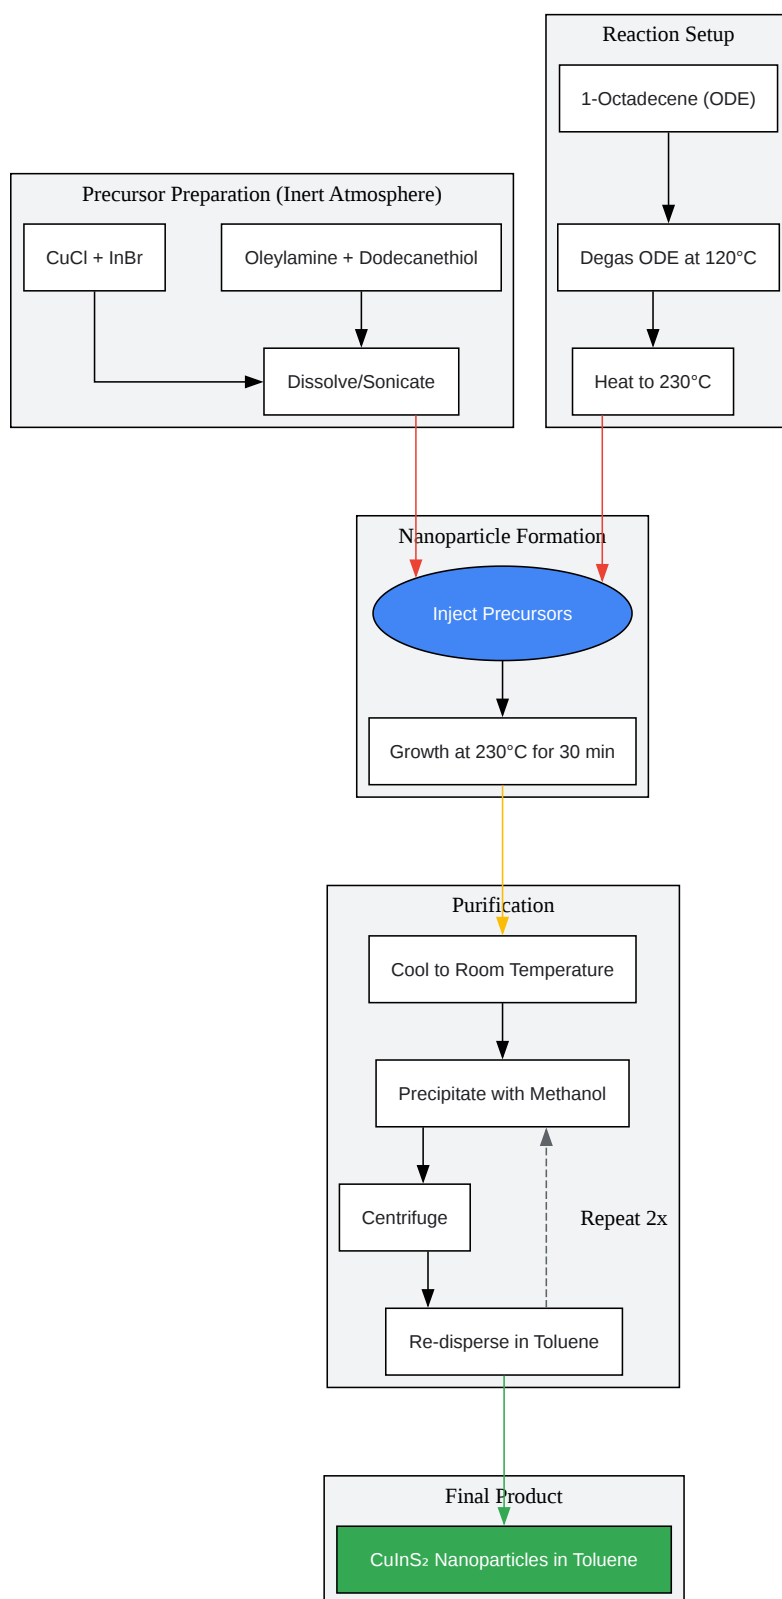 Reaction Setup
1-Octadecene (ODE)
Precursor Preparation (Inert Atmosphere)
CuCl + InBr
Oleylamine + Dodecanethiol
Degas ODE at 120°C
Dissolve/Sonicate
Heat to 230°C
Nanoparticle Formation
Inject Precursors
Growth at 230°C for 30 min
Purification
Cool to Room Temperature
Precipitate with Methanol
Centrifuge
Repeat 2x
Re-disperse in Toluene
Final Product
CuInS₂ Nanoparticles in Toluene